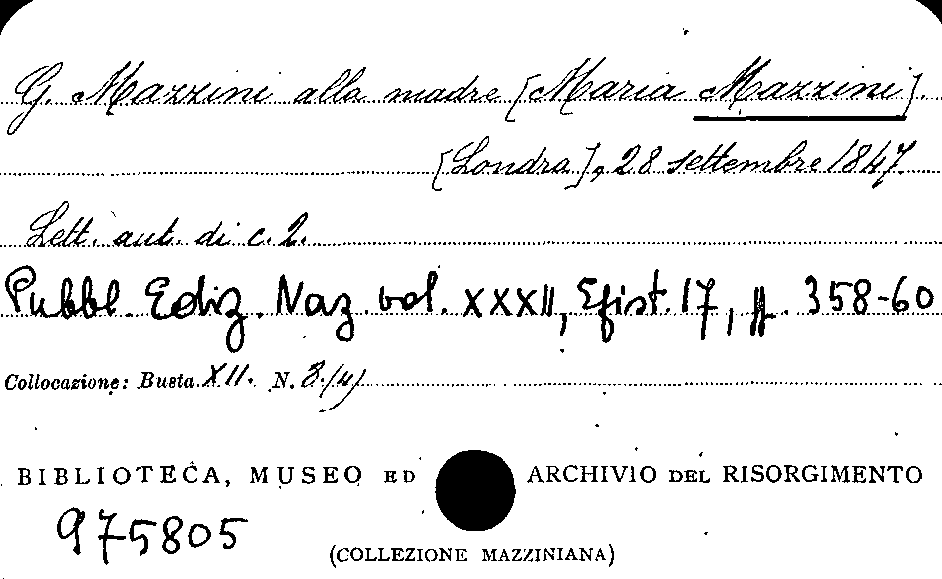 G. Mazzini alla madre [Maria Mazzini].
[Londra], 28 settembre 1847.
Lett. aut. di c. 2.
Pubbl. Ediz. Naz. vol. XXXII, Epist. 17, pp. 358-60
Collocazione: Busta XII. N. 3/(4)
BIBLIOTECA, MUSEO ED ARCHIVIO DEL RISORGIMENTO
975805
(COLLEZIONE MAZZINIANA)